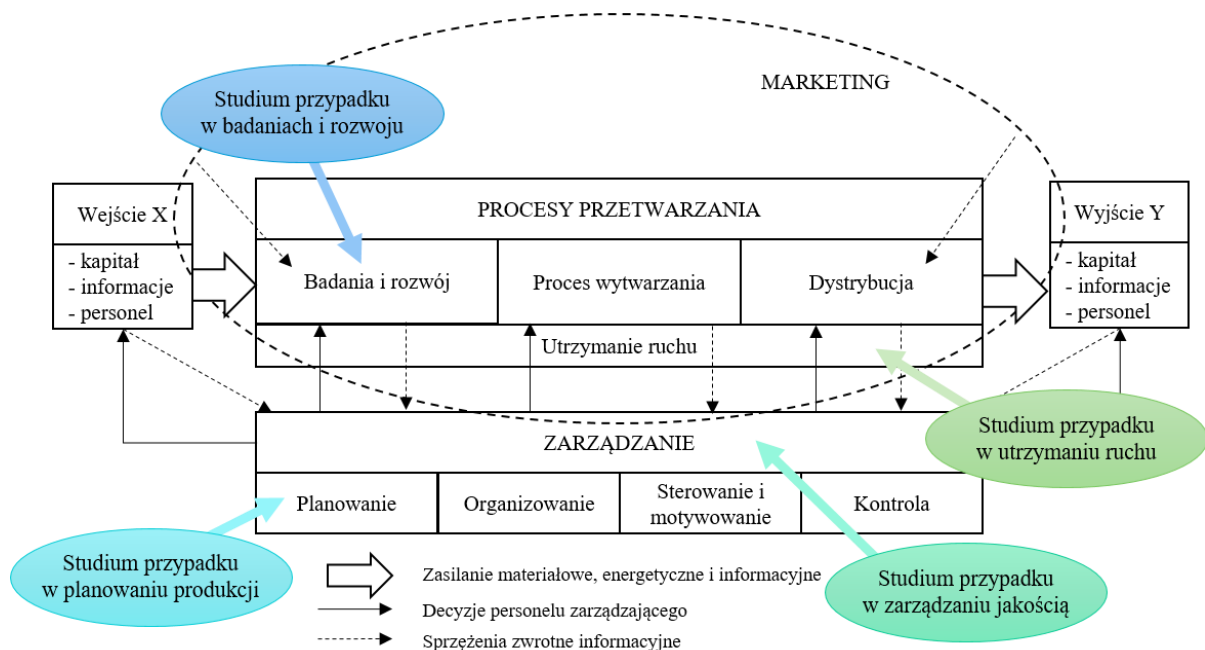 MARKETING
Studium przypadku
w badaniach i rozwoju
Wejście X
- kapitał
- informacje
- personel
PROCESY PRZETWARZANIA
Badania i rozwój
Proces wytwarzania
Dystrybucja
Utrzymanie ruchu
Wyjście Y
- kapitał
- informacje
- personel
Studium przypadku
w utrzymaniu ruchu
ZARZĄDZANIE
Planowanie
Organizowanie
Sterowanie i
motywowanie
Kontrola
Studium przypadku
w planowaniu produkcji
Studium przypadku
w zarządzaniu jakością
Zasilanie materiałowe, energetyczne i informacyjne
Decyzje personelu zarządzającego
Sprzężenia zwrotne informacyjne